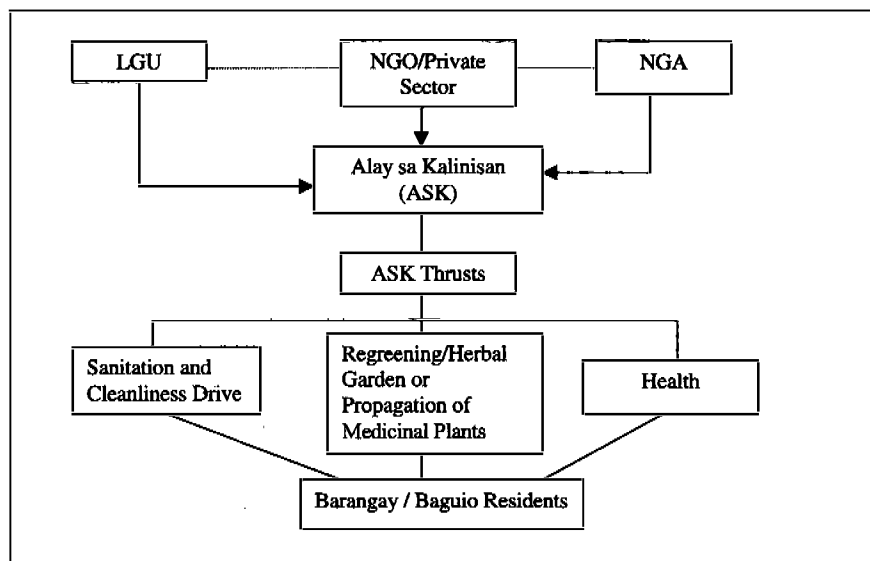 LGU
NGO/Private
Sector
NGA
Alay sa Kalinisan
(ASK)
ASK Thrusts
Sanitation and
Cleanliness Drive
Regreening/Herbal
Garden or
Propagation of
Medicinal Plants
Health
Barangay / Baguio Residents